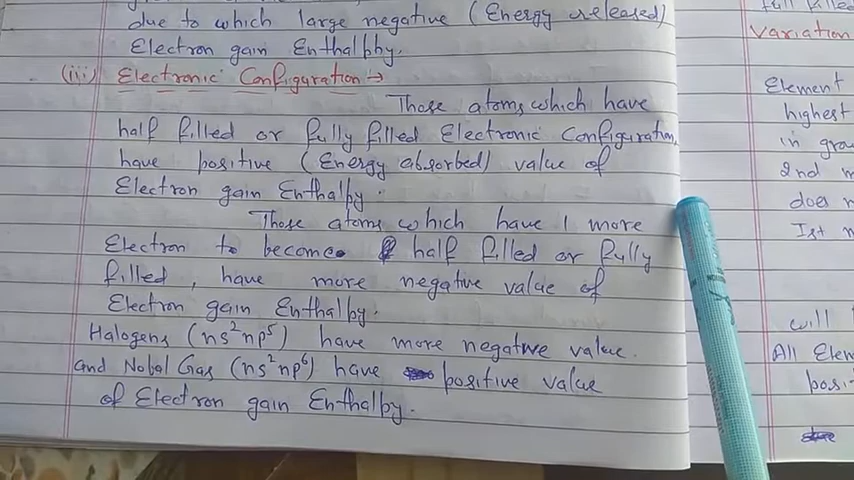 due to which large negative (Energy released)
Electron gain Enthalphy.
(iii) Electronic Configuration →
Those atoms, which have
half filled or fully filled Electronic Configuration,
have positive (Energy absorbed) value of
Electron gain Enthalpy.
Those atoms which have 1 more
Electron to become half filled or fully
filled, have more negative value of
Electron gain Enthalpy.
Halogens (ns²np⁵) have more negative value.
and Nobal Gas (ns²np⁶) have positive value
of Electron gain Enthalpy.
full filled
Variation
Element
highest
in
2nd
does
Ist
will
All Elem
posi